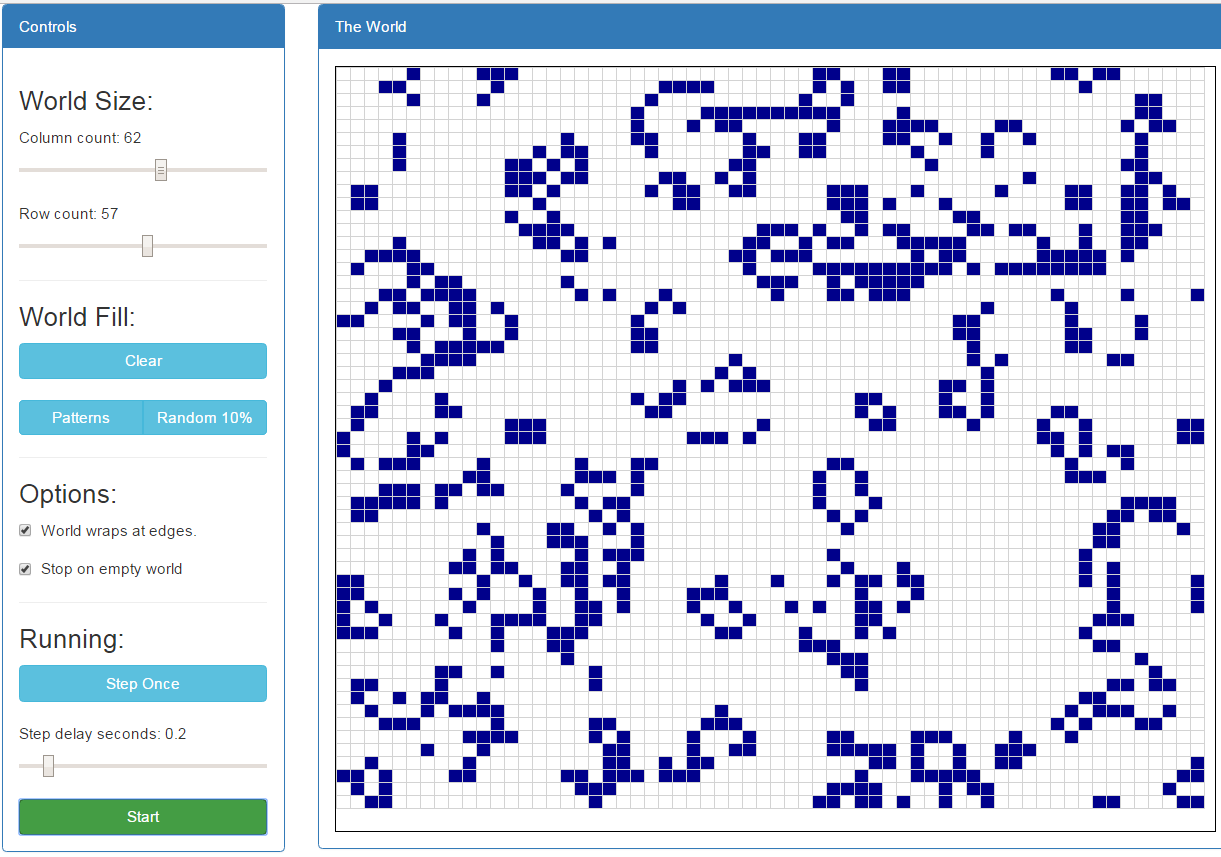 Controls
The World
World Size:
Column count: 62
Row count: 57
World Fill:
Clear
Patterns Random 10%
Options:
World wraps at edges.
Stop on empty world
Running:
Step Once
Step delay seconds: 0.2
Start